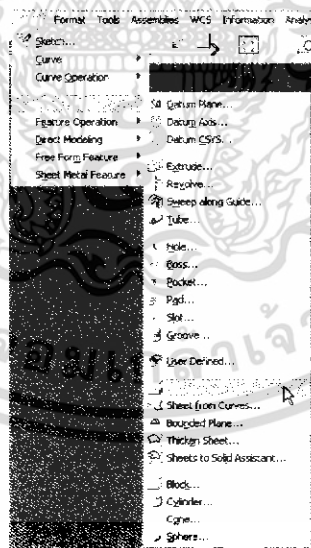 Format Tools Assemblies WCS Information Analys
Sketch...
Curve
Curve Operation
Feature Operation
Direct Modeling
Free Form Feature
Sheet Metal Feature
Datum Plane...
Datum Axis...
Datum CSYS...
Extrude...
Revolve...
Sweep along Guide...
Tube...
Hole...
Boss...
Pocket...
Pad...
Slot...
Groove...
User Defined...
Sheet from Curves...
Bounded Plane...
Thicken Sheet...
Sheets to Solid Assistant...
Block...
Cylinder...
Cone...
Sphere...